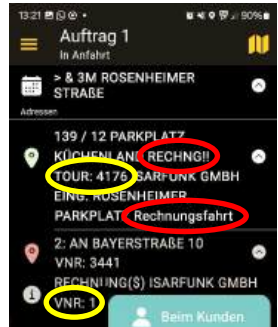 13:21
90%
Auftrag 1
In Anfahrt
> & 3M ROSENHEIMER
STRAßE
Adressen
139 / 12 PARKPLATZ
KÜCHENLAND RECHNG!!
TOUR: 4176 ISARFUNK GMBH
EING. ROSENHEIMER
PARKPLAT Rechnungsfahrt
2: AN BAYERSTRAßE 10
VNR: 3441
RECHNUNG($) ISARFUNK GMBH
VNR: 1
Beim Kunden